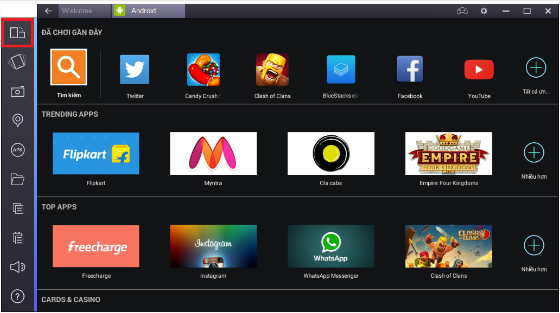 Welcome Android
ĐÃ CHƠI GẦN ĐÂY
Tìm kiếm Twitter Candy Crush Clash of Clans BlueStacks Facebook YouTube Tất cả ứn...
TRENDING APPS
Flipkart
GOODGAME
EMPIRE
FOUR KINGDOMS
Flipkart Myntra Ola cabs Empire Four Kingdoms Nhiều hơn
TOP APPS
freecharge Instagram WhatsApp CLASH OF CLANS
Freecharge Instagram WhatsApp Messenger Clash of Clans Nhiều hơn
CARDS & CASINO
APK
?